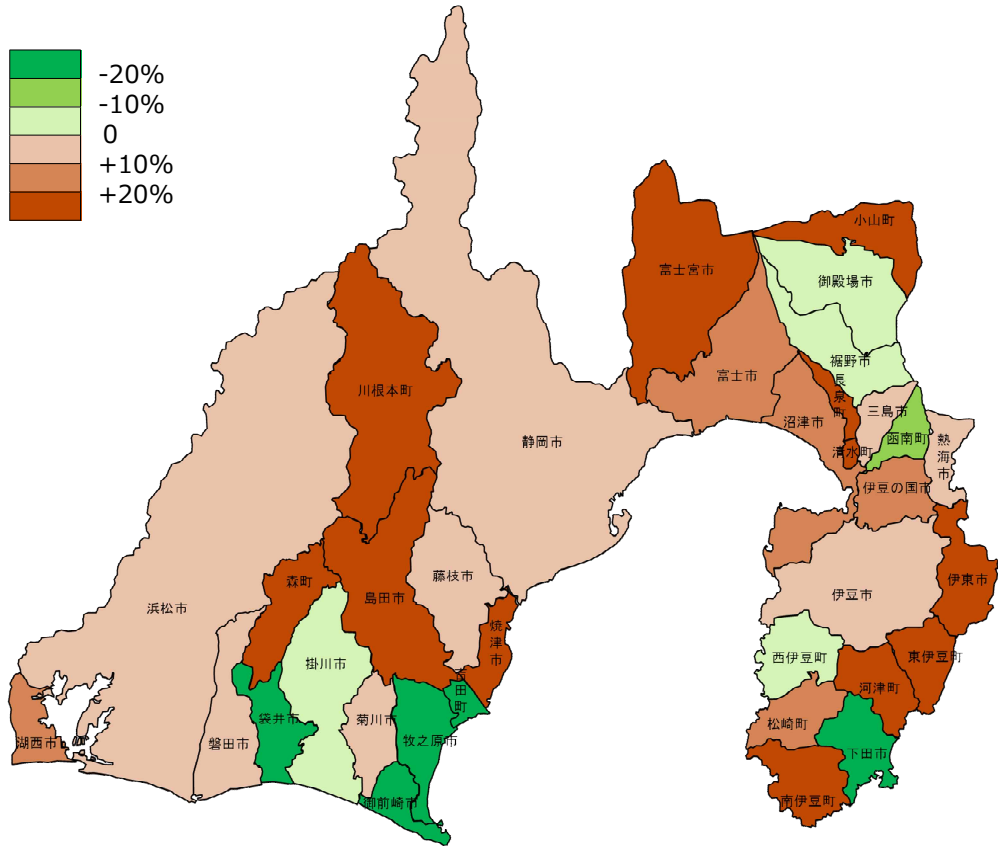 -20%
-10%
0
+10%
+20%
小山町
富士宮市
御殿場市
裾野市
長泉町
富士市
川根本町
三島市
沼津市
函南町
静岡市
清水町
熱海市
伊豆の国市
藤枝市
伊東市
森町
島田市
伊豆市
浜松市
焼津市
掛川市
西伊豆町
東伊豆町
吉田町
河津町
袋井市
菊川市
松崎町
湖西市
磐田市
牧之原市
下田市
御前崎市
南伊豆町